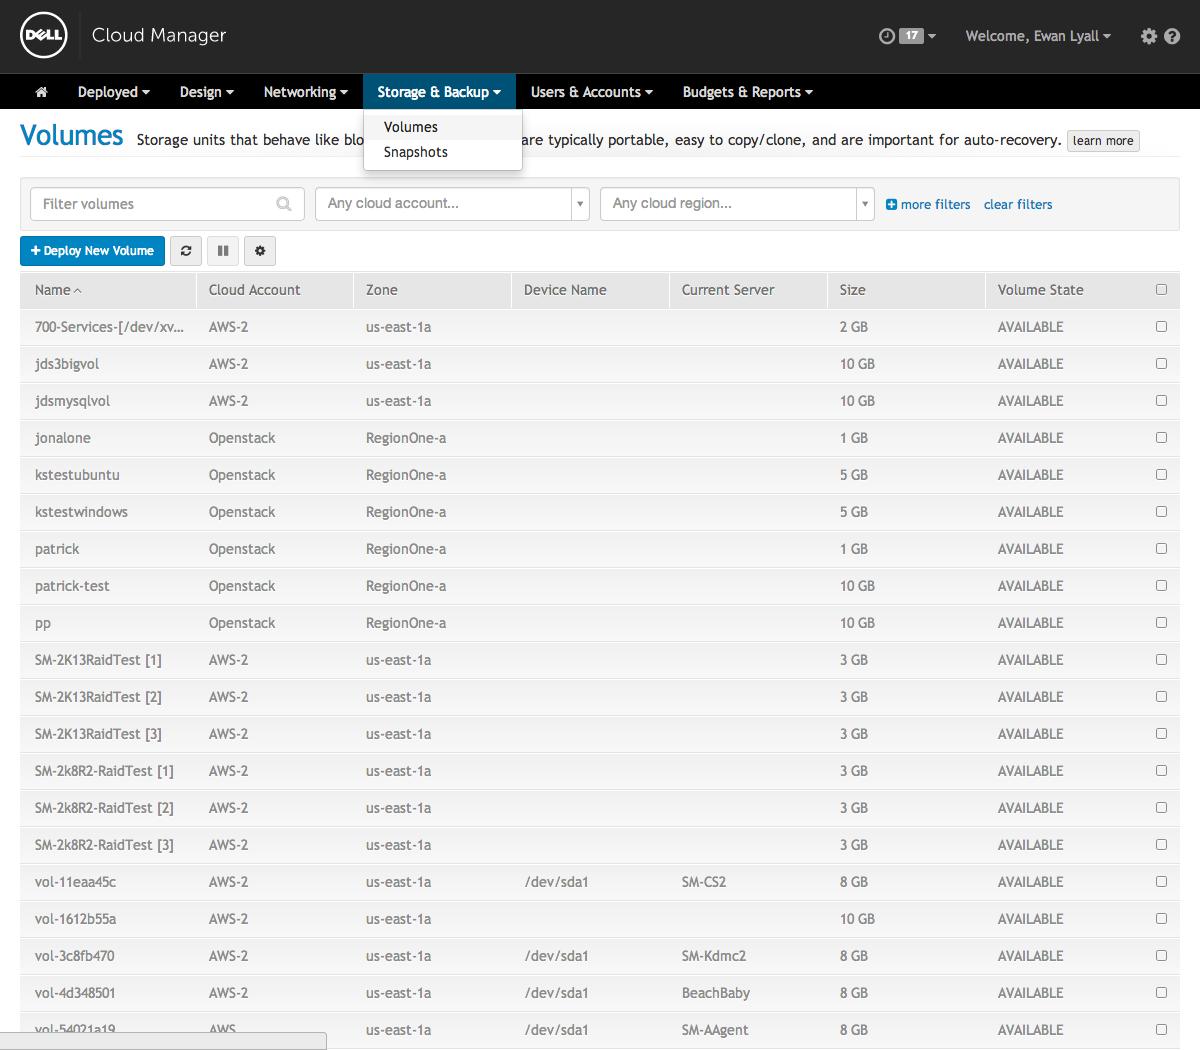 DELL Cloud Manager 17 Welcome, Ewan Lyall
Deployed Design Networking Storage & Backup Users & Accounts Budgets & Reports
Volumes
Snapshots
Volumes Storage units that behave like blo are typically portable, easy to copy/clone, and are important for auto-recovery. learn more
Filter volumes Any cloud account... Any cloud region... more filters clear filters
+ Deploy New Volume
Name Cloud Account Zone Device Name Current Server Size Volume State
700-Services-[/dev/xv... AWS-2 us-east-1a 2 GB AVAILABLE
jds3bigvol AWS-2 us-east-1a 10 GB AVAILABLE
jdsmysqlvol AWS-2 us-east-1a 10 GB AVAILABLE
jonalone Openstack RegionOne-a 1 GB AVAILABLE
kstestubuntu Openstack RegionOne-a 5 GB AVAILABLE
kstestwindows Openstack RegionOne-a 5 GB AVAILABLE
patrick Openstack RegionOne-a 1 GB AVAILABLE
patrick-test Openstack RegionOne-a 10 GB AVAILABLE
pp Openstack RegionOne-a 10 GB AVAILABLE
SM-2K13RaidTest [1] AWS-2 us-east-1a 3 GB AVAILABLE
SM-2K13RaidTest [2] AWS-2 us-east-1a 3 GB AVAILABLE
SM-2K13RaidTest [3] AWS-2 us-east-1a 3 GB AVAILABLE
SM-2k8R2-RaidTest [1] AWS-2 us-east-1a 3 GB AVAILABLE
SM-2k8R2-RaidTest [2] AWS-2 us-east-1a 3 GB AVAILABLE
SM-2k8R2-RaidTest [3] AWS-2 us-east-1a 3 GB AVAILABLE
vol-11eaa45c AWS-2 us-east-1a /dev/sda1 SM-CS2 8 GB AVAILABLE
vol-1612b55a AWS-2 us-east-1a 10 GB AVAILABLE
vol-3c8fb470 AWS-2 us-east-1a /dev/sda1 SM-Kdmc2 8 GB AVAILABLE
vol-4d348501 AWS-2 us-east-1a /dev/sda1 BeachBaby 8 GB AVAILABLE
vol-54021a19 AWS us-east-1a /dev/sda1 SM-AAgent 8 GB AVAILABLE